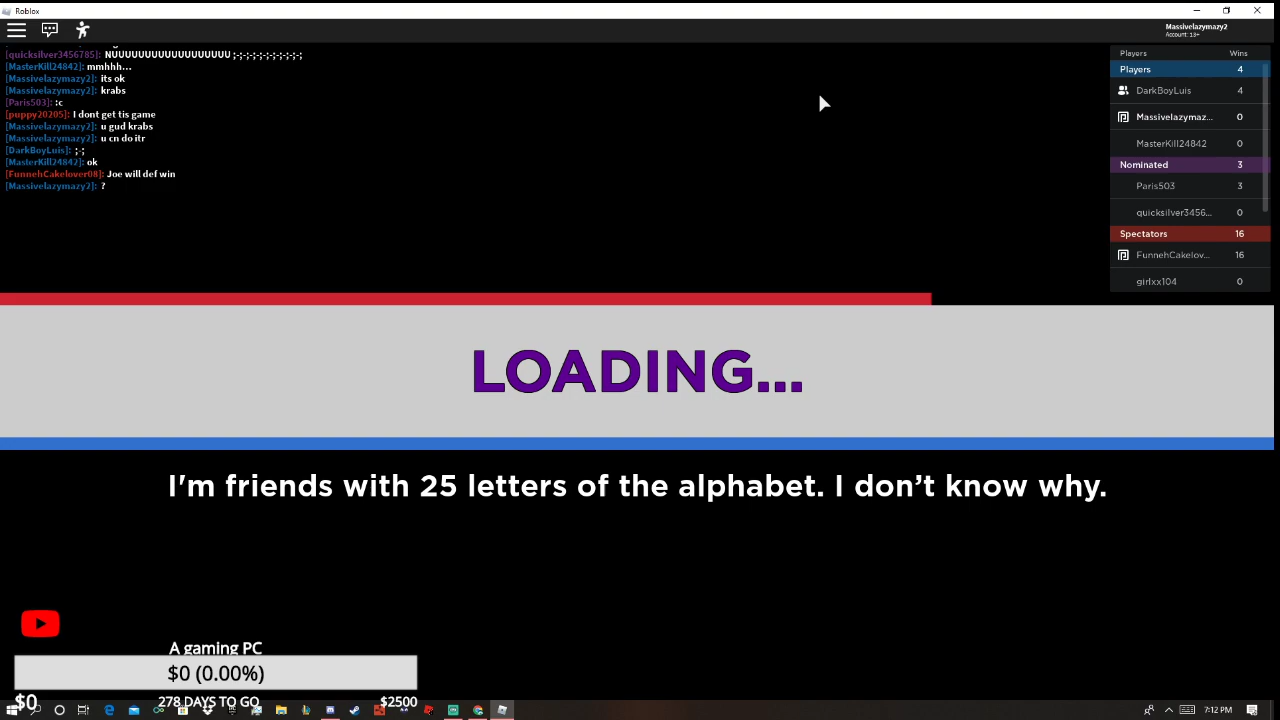 Roblox
Massivelazymazy2
Account: 13+
[quicksilver3456785]: NUUUUUUUUUUUUUUUUUU ;-;-;-;-;-;-;-;-;-;
[MasterKill24842]: mmhhh...
[Massivelazymazy2]: its ok
[Massivelazymazy2]: krabs
[Paris503]: :c
[puppy20205]: I dont get tis game
[Massivelazymazy2]: u gud krabs
[Massivelazymazy2]: u cn do itr
[DarkBoyLuis]: ;-;
[MasterKill24842]: ok
[FunnehCakelover08]: Joe will def win
[Massivelazymazy2]: ?
Players Wins
Players 4
DarkBoyLuis 4
Massivelazymaz... 0
MasterKill24842 0
Nominated 3
Paris503 3
quicksilver3456... 0
Spectators 16
FunnehCakelov... 16
girlxx104 0
LOADING...
I'm friends with 25 letters of the alphabet. I don’t know why.
A gaming PC
$0 (0.00%)
$0 278 DAYS TO GO $2500
7:12 PM